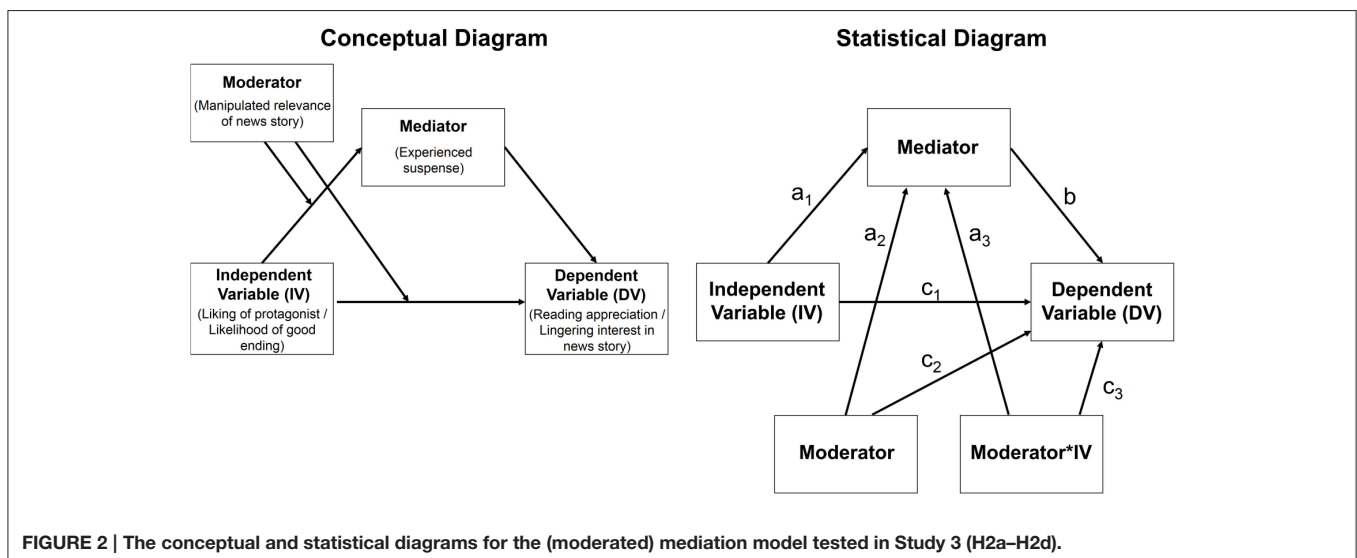 Conceptual Diagram
Moderator
(Manipulated relevance
of news story)
Mediator
(Experienced
suspense)
Independent
Variable (IV)
(Liking of protagonist /
Likelihood of good
ending)
Dependent
Variable (DV)
(Reading appreciation /
Lingering interest in
news story)
Statistical Diagram
Mediator
a₁
a₂
a₃
b
Independent
Variable (IV)
c₁
Dependent
Variable (DV)
c₂
c₃
Moderator
Moderator*IV
FIGURE 2 | The conceptual and statistical diagrams for the (moderated) mediation model tested in Study 3 (H2a–H2d).